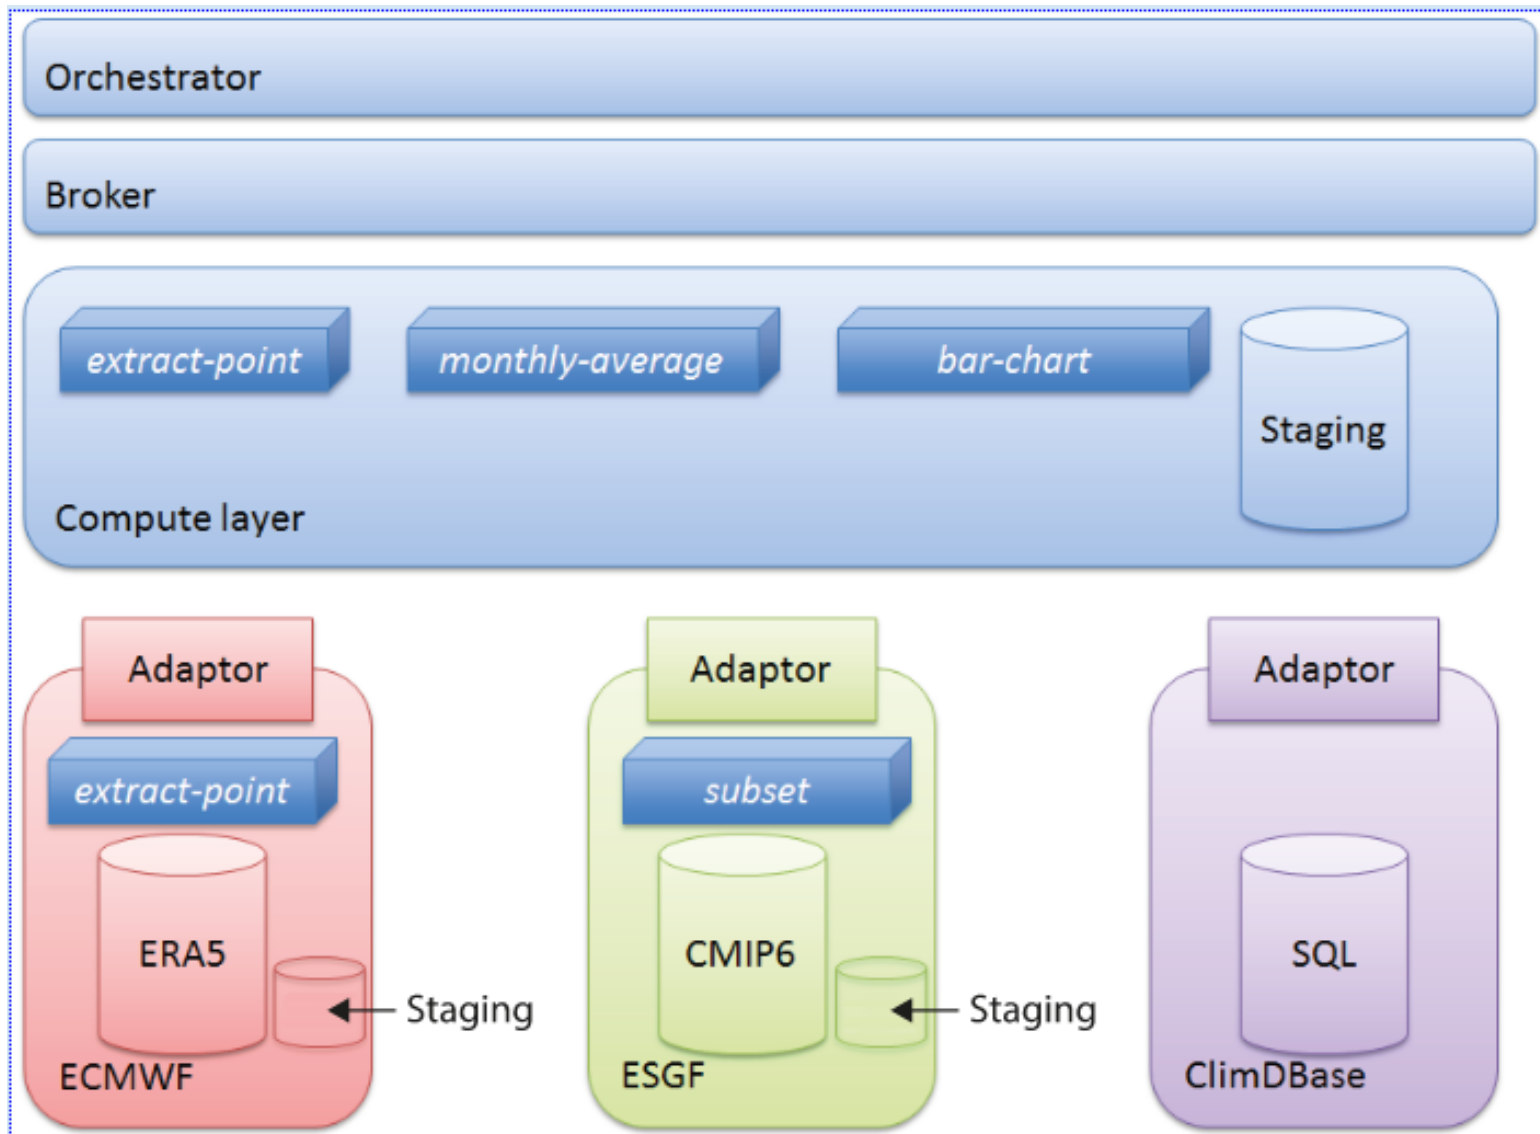 Orchestrator
Broker
extract-point
monthly-average
bar-chart
Staging
Compute layer
Adaptor
Adaptor
Adaptor
extract-point
subset
ERA5
CMIP6
SQL
Staging
Staging
ECMWF
ESGF
ClimDBase